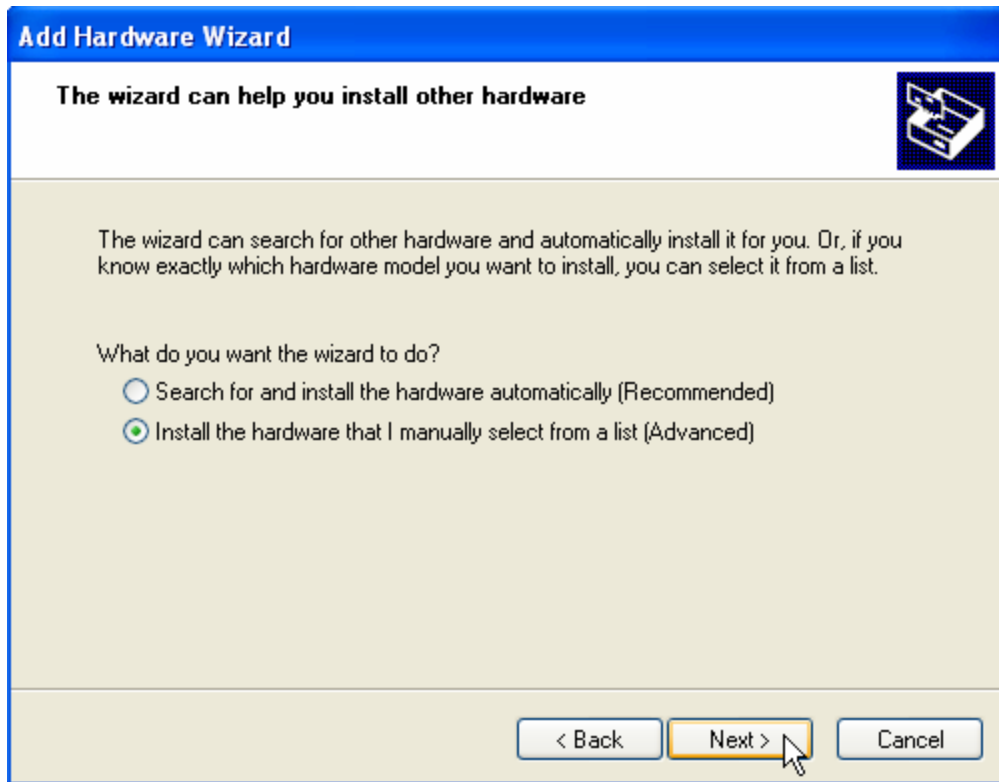 Add Hardware Wizard
The wizard can help you install other hardware
The wizard can search for other hardware and automatically install it for you. Or, if you
know exactly which hardware model you want to install, you can select it from a list.
What do you want the wizard to do?
Search for and install the hardware automatically (Recommended)
Install the hardware that I manually select from a list (Advanced)
< Back
Next >
Cancel